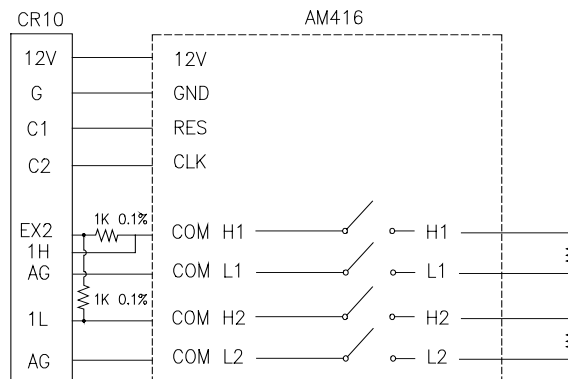 CR10 AM416
12V 12V
G GND
C1 RES
C2 CLK
1K 0.1%
EX2 COM H1 H1
1H
AG COM L1 L1
1K 0.1%
1L COM H2 H2
AG COM L2 L2